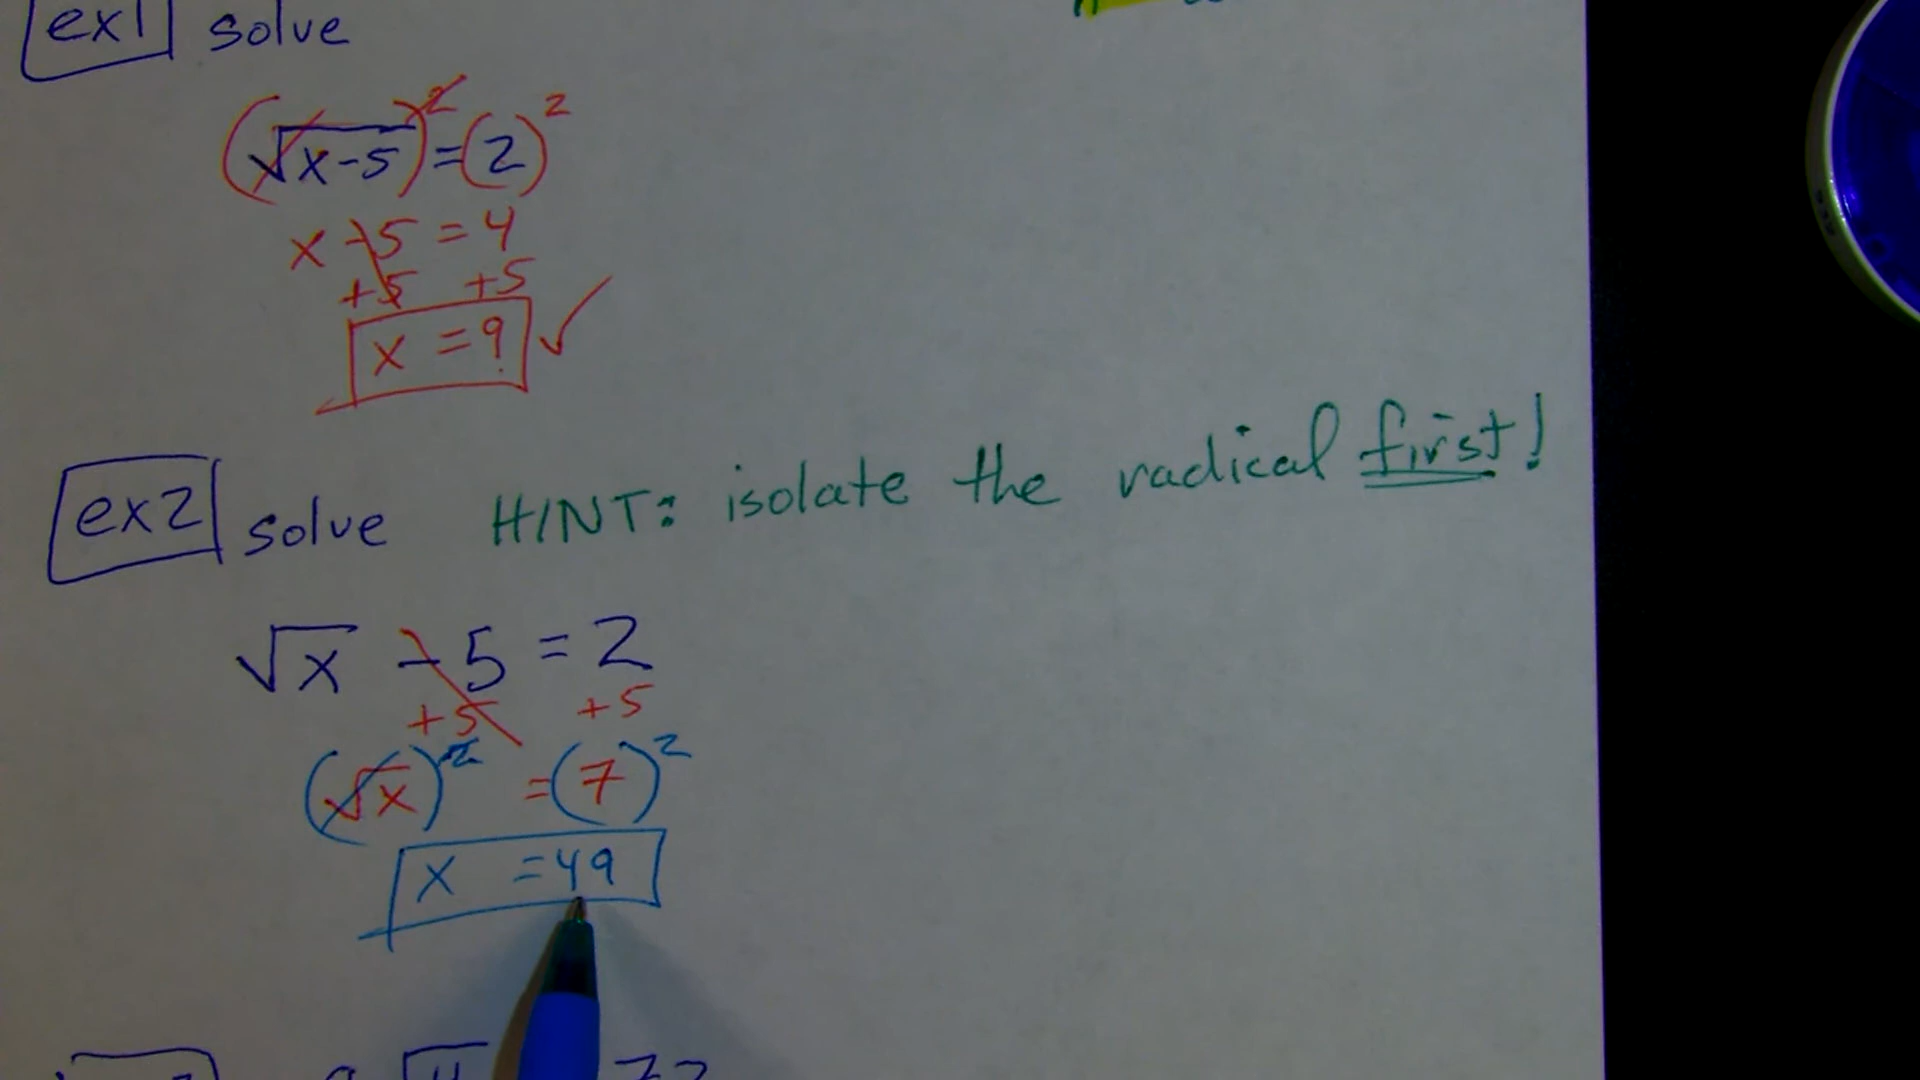 ex1 solve
(√x-5)² = (2)²
x - 5 = 4
+5 +5
x = 9 ✓
ex2 solve HINT: isolate the radical first!
√x - 5 = 2
+5 +5
(√x)² = (7)²
x = 49